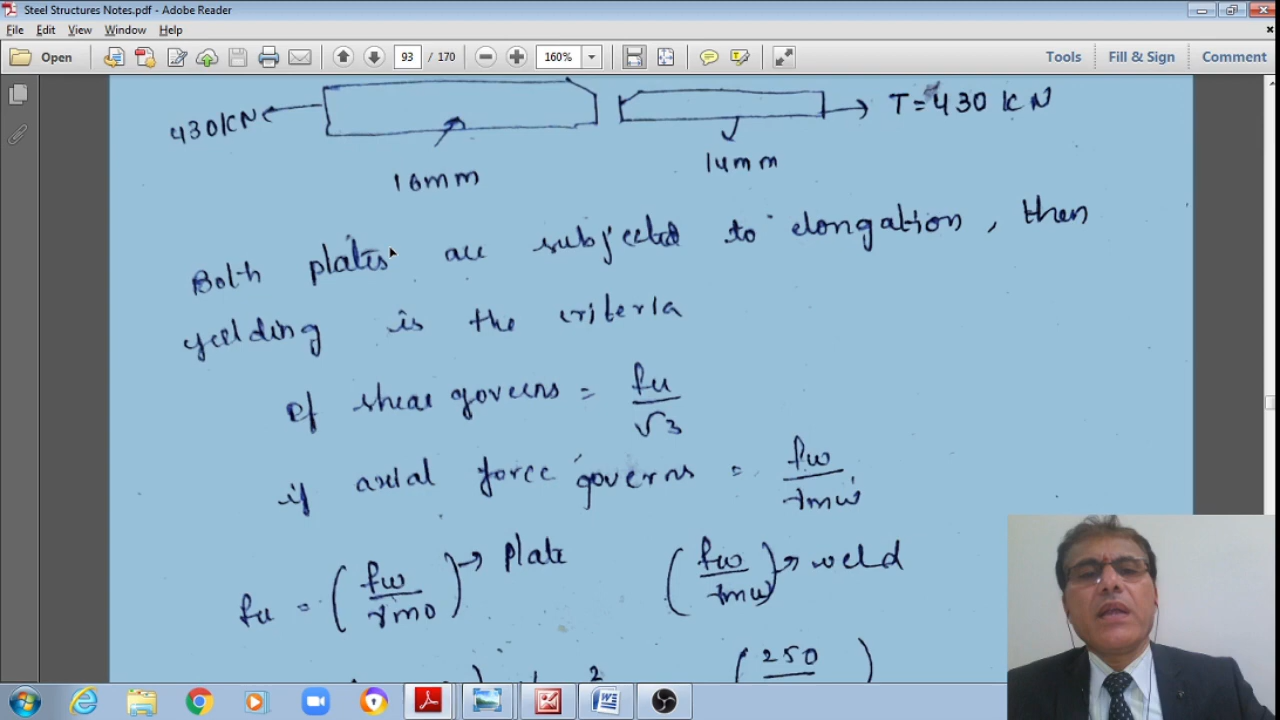 Steel Structures Notes.pdf - Adobe Reader
File Edit View Window Help
Open 93 / 170 160% Tools Fill & Sign Comment
430KN T=430 KN
16mm 14mm
Both plates are subjected to elongation, then
yielding is the criteria
If shear governs = fu/√3
if axial force governs = fw/γmw
fu = (fw/γm0) → plate (fw/γmw) → weld
2 (250